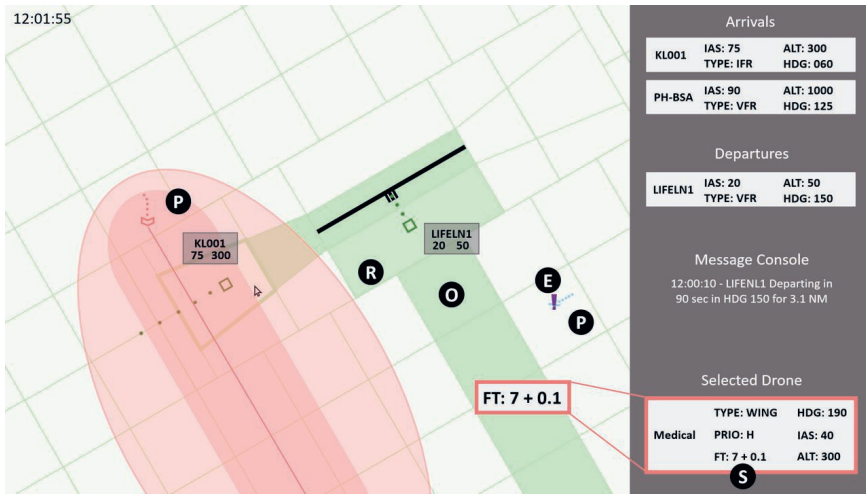 12:01:55
Arrivals
KL001 IAS: 75 ALT: 300
TYPE: IFR HDG: 060
PH-BSA IAS: 90 ALT: 1000
TYPE: VFR HDG: 125
Departures
LIFELN1 IAS: 20 ALT: 50
TYPE: VFR HDG: 150
Message Console
12:00:10 - LIFENL1 Departing in
90 sec in HDG 150 for 3.1 NM
Selected Drone
TYPE: WING HDG: 190
Medical PRIO: H IAS: 40
FT: 7 + 0.1 ALT: 300
S
P
KL001
75 300
H
LIFELN1
20 50
R
O
E
P
FT: 7 + 0.1